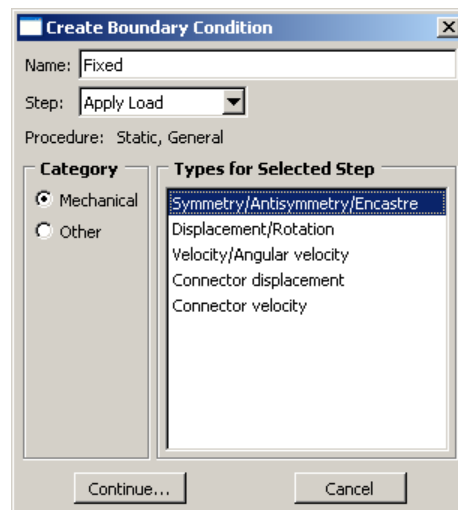 Create Boundary Condition
Name: Fixed
Step: Apply Load
Procedure: Static, General
Category
Mechanical
Other
Types for Selected Step
Symmetry/Antisymmetry/Encastre
Displacement/Rotation
Velocity/Angular velocity
Connector displacement
Connector velocity
Continue... Cancel